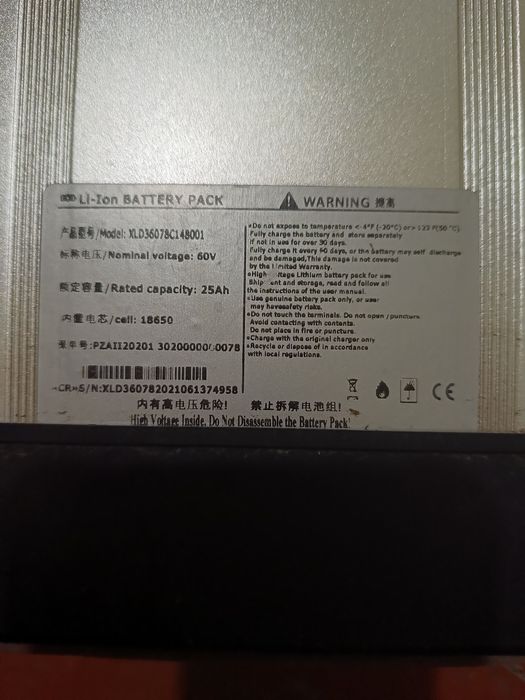 Li-Ion BATTERY PACK
产品型号/Model: XLD36078C148001
标称电压/Nominal voltage: 60V
额定容量/Rated capacity: 25Ah
内置电芯/cell: 18650
S/N:XLD360782021061374958
WARNING
Do not expose to temperature < -4°F (-20°C) or > 122°F(50 °C)
Fully charge the battery and store separately
if not in use for over 30 days.
Fully charge it every 90 days, or the battery may self discharge
and be damaged,This damage is not covered
by the Limited Warranty.
•High Lithium battery pack for use
and storage, read and follow all
the instructions of the user manual.
•Use genuine battery pack only, or user
may havesafety risks.
•Do not touch the terminals. Do not open /puncture
Avoid contacting with contents.
Do not place in fire or puncture.
•Charge with the original charger only
•Recycle or dispose of in accordance
with local regulations.
CE
内有高电压危险! 禁止拆解电池组!
High Voltage Inside, Do Not Disassemble the Battery Pack!